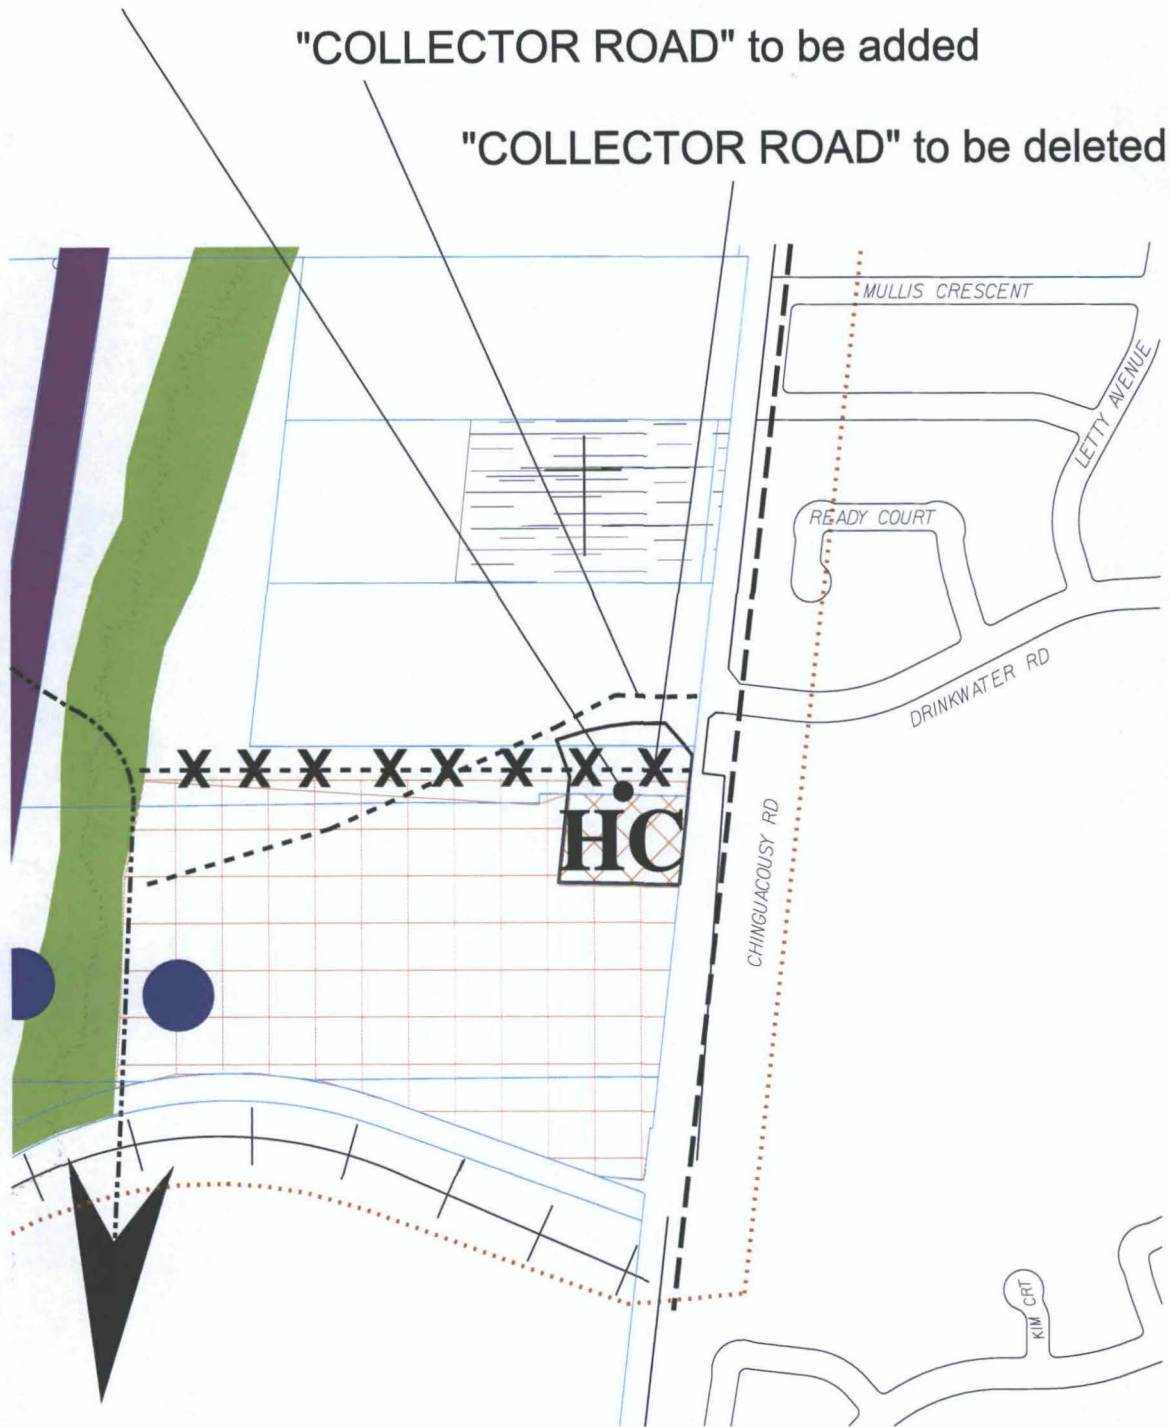 "COLLECTOR ROAD" to be added
"COLLECTOR ROAD" to be deleted
MULLIS CRESCENT
LETTY AVENUE
READY COURT
DRINKWATER RD
X X X X X X X X
HC
CHINGUACOUSY RD
KIM CRT